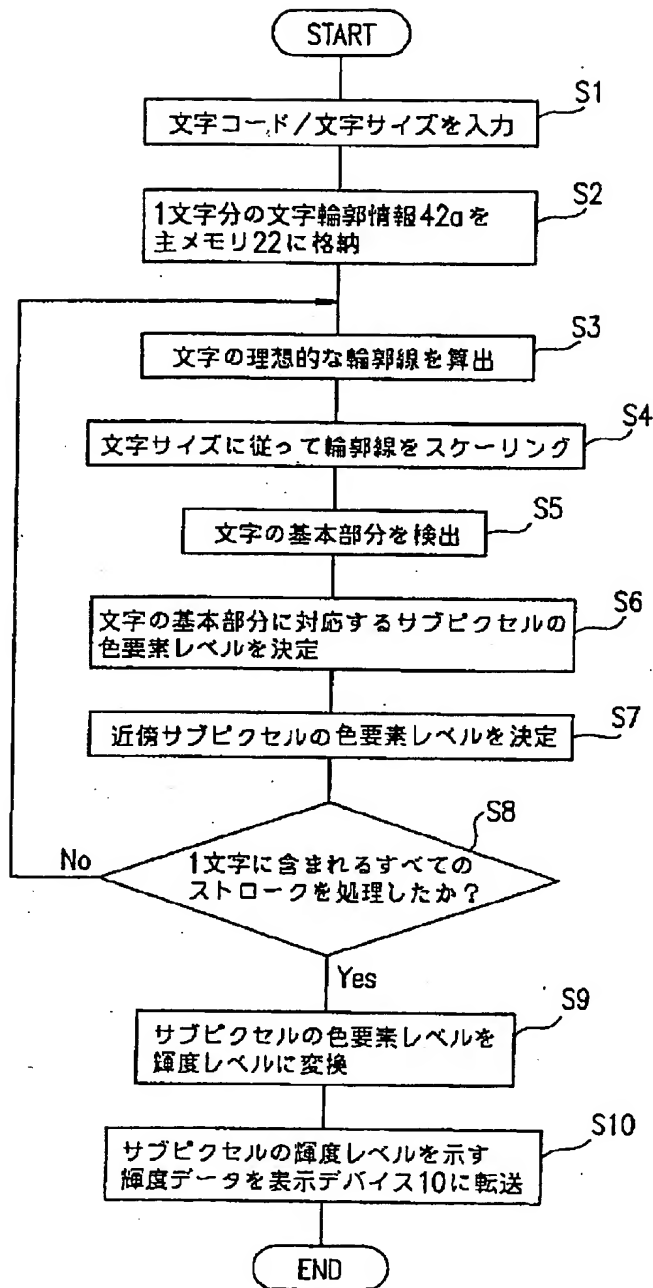 START
S1
文字コード/文字サイズを入力
S2
1文字分の文字輪郭情報42aを
主メモリ22に格納
S3
文字の理想的な輪郭線を算出
S4
文字サイズに従って輪郭線をスケーリング
S5
文字の基本部分を検出
S6
文字の基本部分に対応するサブピクセルの
色要素レベルを決定
S7
近傍サブピクセルの色要素レベルを決定
S8
No
1文字に含まれるすべての
ストロークを処理したか?
Yes
S9
サブピクセルの色要素レベルを
輝度レベルに変換
S10
サブピクセルの輝度レベルを示す
輝度データを表示デバイス10に転送
END